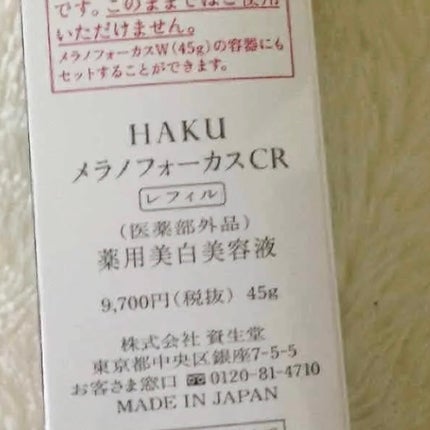 です。このままではご使用
いただけません。
メラノフォーカスW(45g)の容器にも
セットすることができます。
HAKU
メラノフォーカスCR
レフィル
(医薬部外品)
薬用美白美容液
9,700円(税抜) 45g
株式会社 資生堂
東京都中央区銀座7-5-5
お客さま窓口 0120-81-4710
MADE IN JAPAN